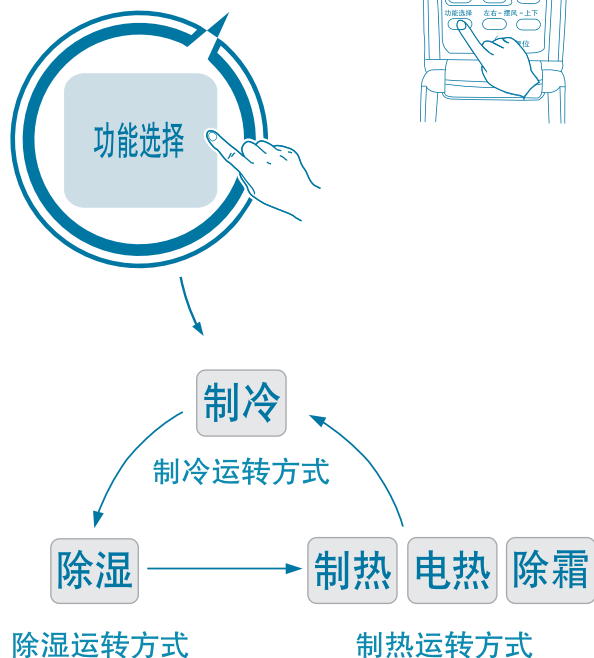 功能选择 左右－摆风－上下
功能选择
制冷
制冷运转方式
除湿 制热 电热 除霜
除湿运转方式 制热运转方式